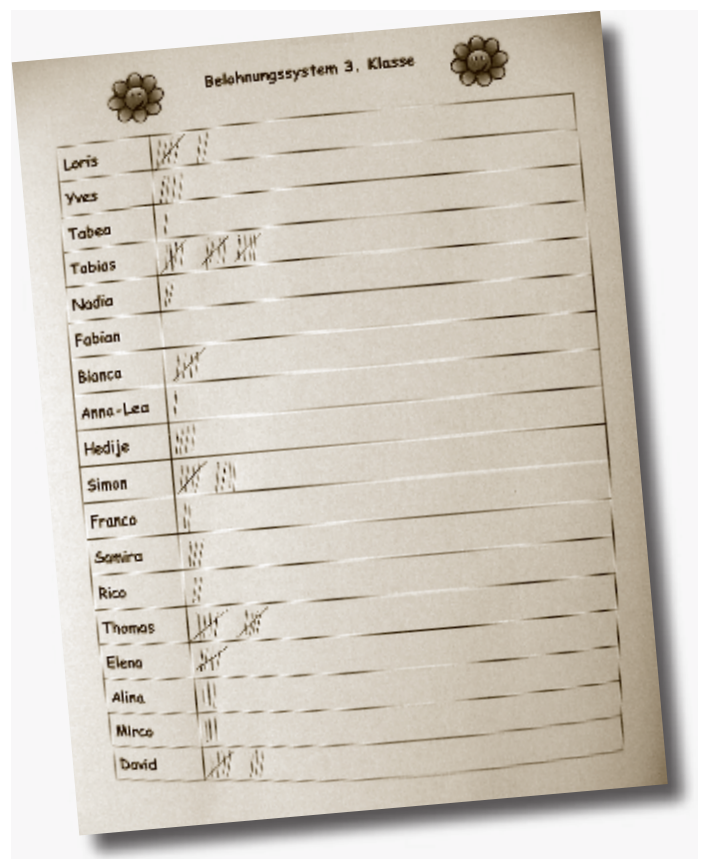 Belohnungssystem 3. Klasse
Loris
Yves
Tabea
Tobias
Nadia
Fabian
Bianca
Anna-Lea
Hedije
Simon
Franco
Samira
Rico
Thomas
Elena
Alina
Mirco
David